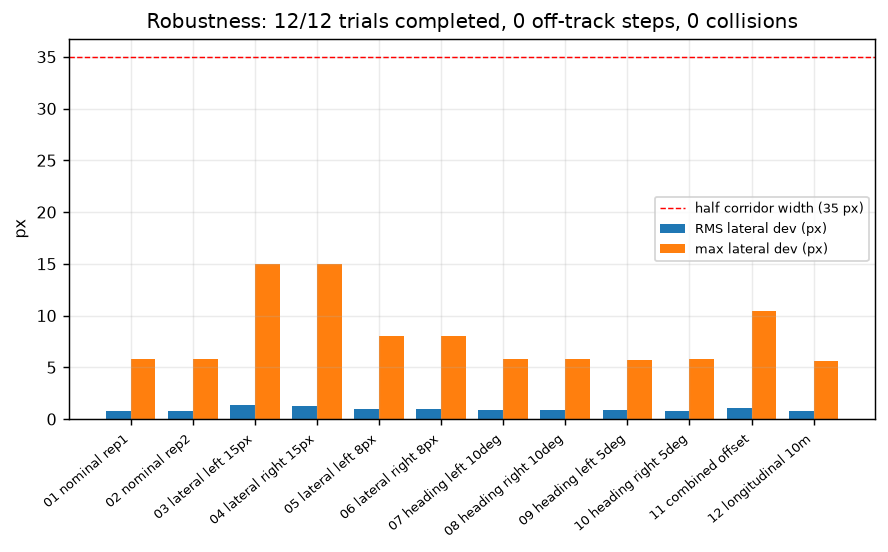 Robustness: 12/12 trials completed, 0 off-track steps, 0 collisions
px
35
30
25
20
15
10
5
0
half corridor width (35 px)
RMS lateral dev (px)
max lateral dev (px)
01 nominal rep1
02 nominal rep2
03 lateral left 15px
04 lateral right 15px
05 lateral left 8px
06 lateral right 8px
07 heading left 10deg
08 heading right 10deg
09 heading left 5deg
10 heading right 5deg
11 combined offset
12 longitudinal 10m